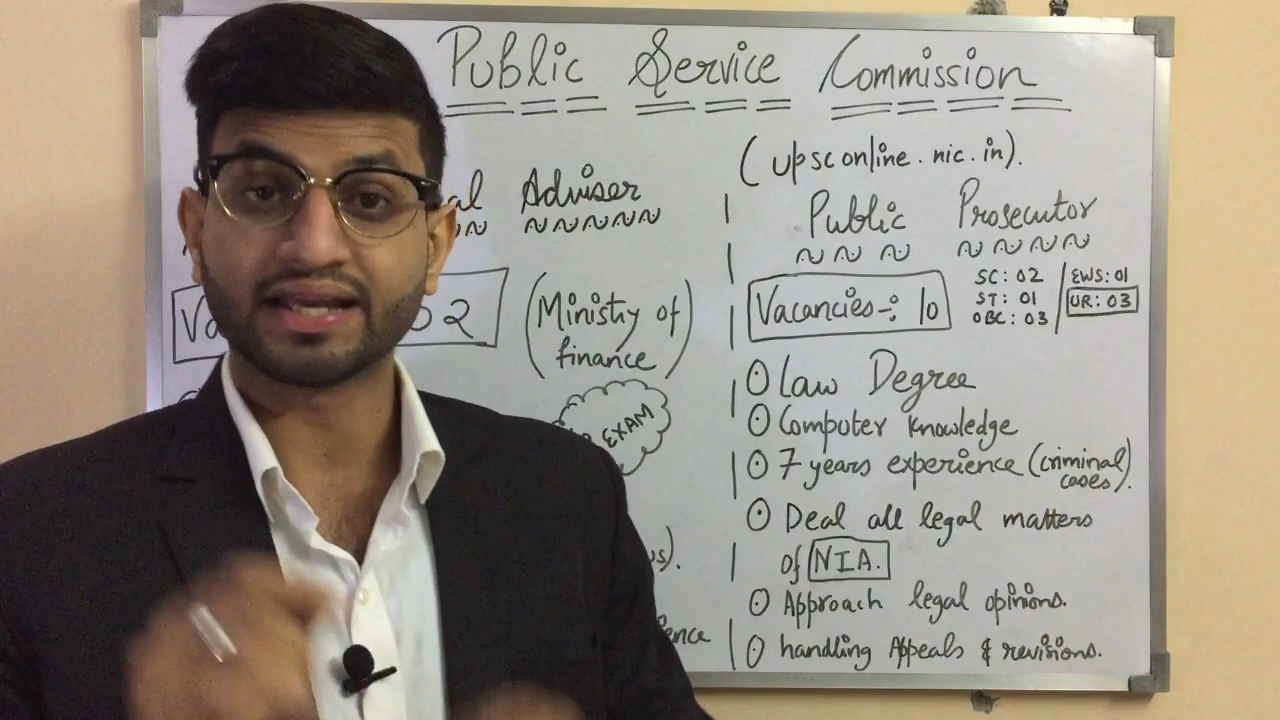 Public Service Commission
(upsconline.nic.in).
Adviser
02
(Ministry of
finance)
EXAM
Public Prosecutor
Vacancies-: 10
SC: 02
ST: 01
OBC: 03
EWS: 01
UR: 03
Law Degree
Computer knowledge
7 years experience (criminal
cases).
Deal all legal matters
of NIA.
Approach legal opinions.
handling Appeals & revisions.